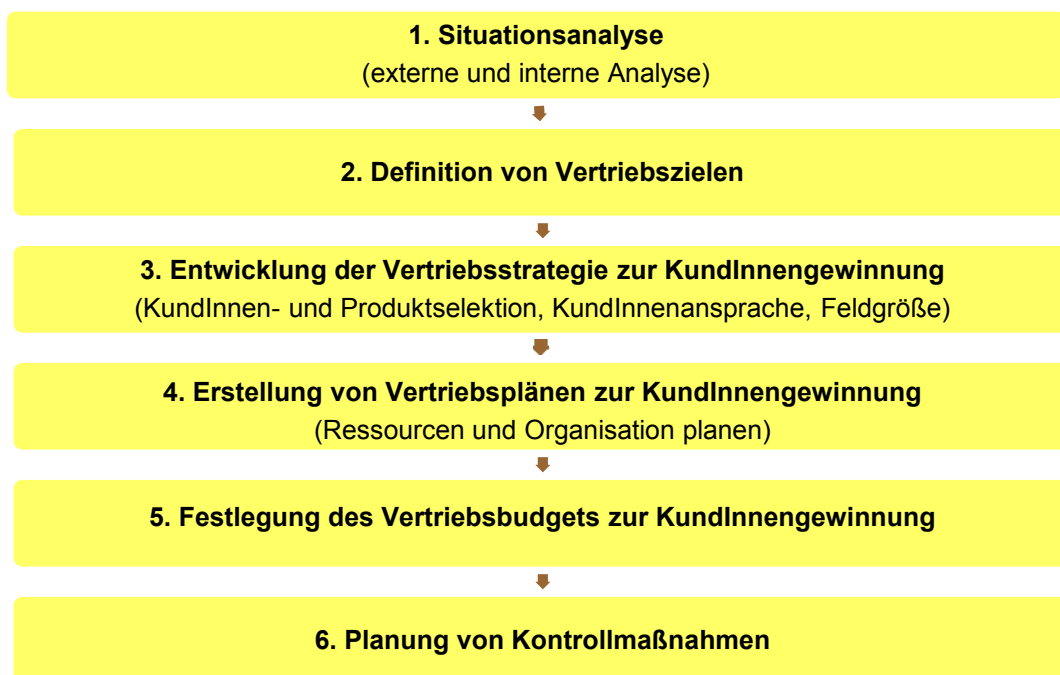 1. Situationsanalyse
(externe und interne Analyse)
2. Definition von Vertriebszielen
3. Entwicklung der Vertriebsstrategie zur KundInnengewinnung
(KundInnen- und Produktselektion, KundInnenansprache, Feldgröße)
4. Erstellung von Vertriebsplänen zur KundInnengewinnung
(Ressourcen und Organisation planen)
5. Festlegung des Vertriebsbudgets zur KundInnengewinnung
6. Planung von Kontrollmaßnahmen